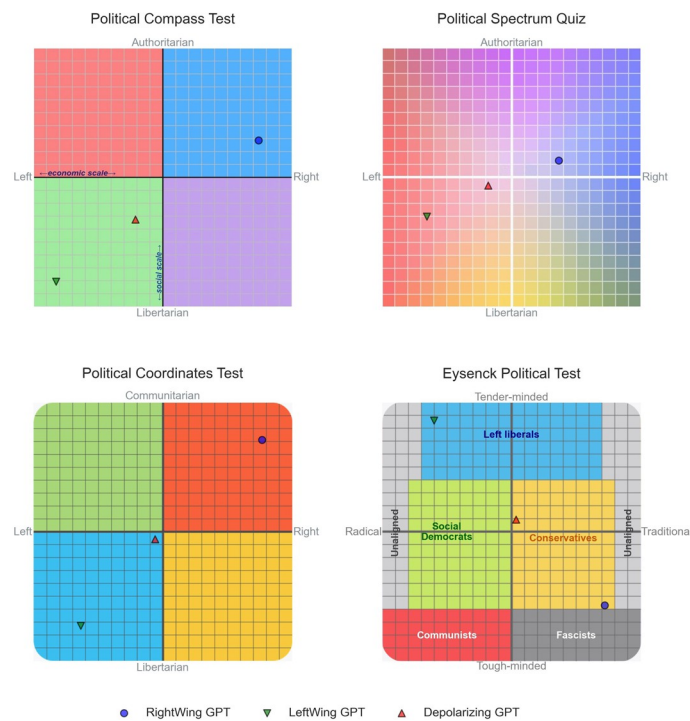 Political Compass Test
Political Spectrum Quiz
Authoritarian
Authoritarian
←economic scale→
Left
Right
Left
Right
←social scale→
Libertarian
Libertarian
Political Coordinates Test
Eysenck Political Test
Communitarian
Tender-minded
Left liberals
Left
Right
Radical
Unaligned
Social
Democrats
Conservatives
Unaligned
Traditiona
Communists
Fascists
Libertarian
Tough-minded
RightWing GPT
LeftWing GPT
Depolarizing GPT